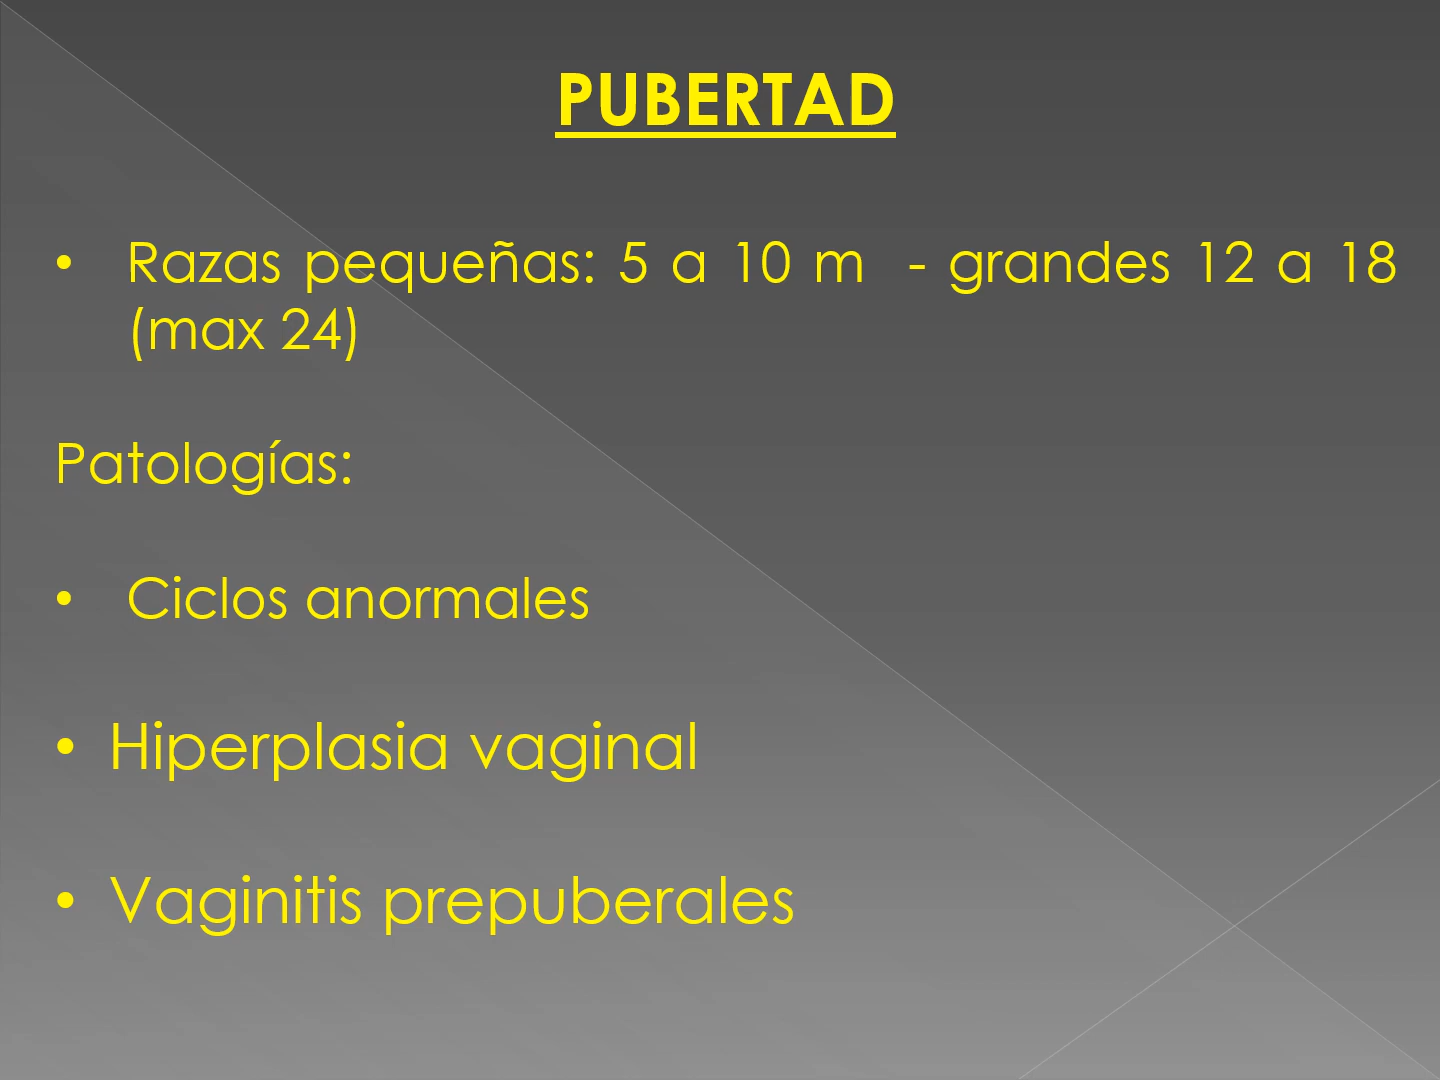 PUBERTAD
• Razas pequeñas: 5 a 10 m - grandes 12 a 18
(max 24)
Patologías:
• Ciclos anormales
• Hiperplasia vaginal
• Vaginitis prepuberales